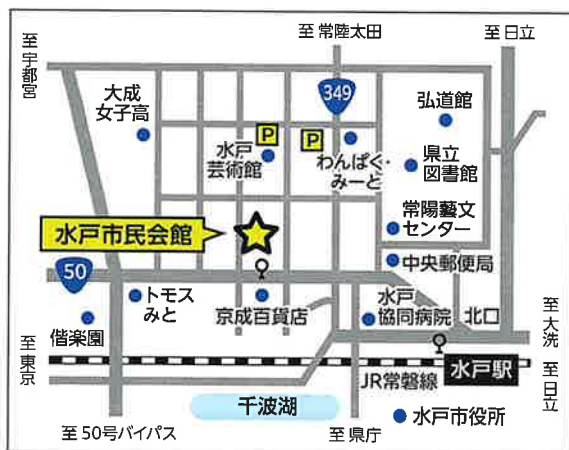 至常陸太田
至日立
至宇都宮
大成
女子高
349
弘道館
P
P
水戸
芸術館
わんぱく・
みーと
県立
図書館
常陽藝文
センター
水戸市民会館
中央郵便局
50
トモス
みと
京成百貨店
水戸
協同病院
北口
至大洗
偕楽園
至東京
JR常磐線
水戸駅
至日立
千波湖
水戸市役所
至50号バイパス
至県庁